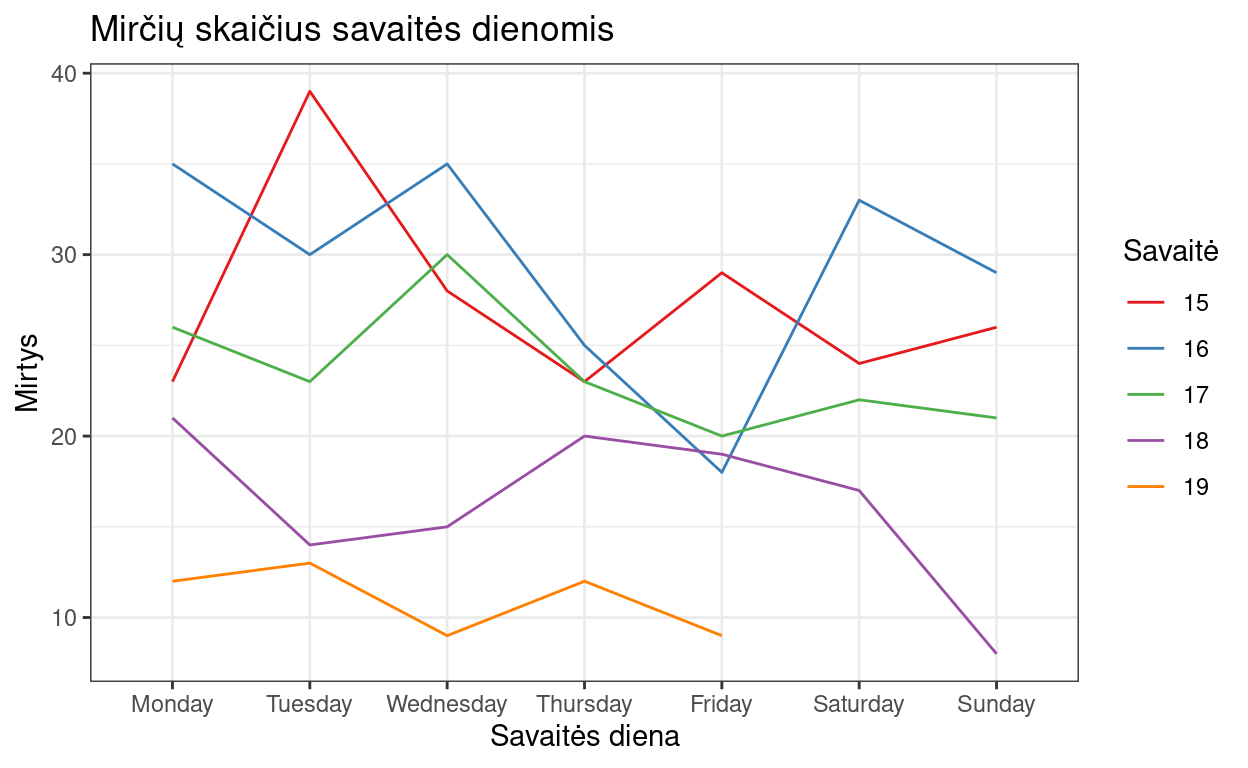 Mirčių skaičius savaitės dienomis
Mirtys
40
30
20
10
Monday Tuesday Wednesday Thursday Friday Saturday Sunday
Savaitės diena
Savaitė
15
16
17
18
19